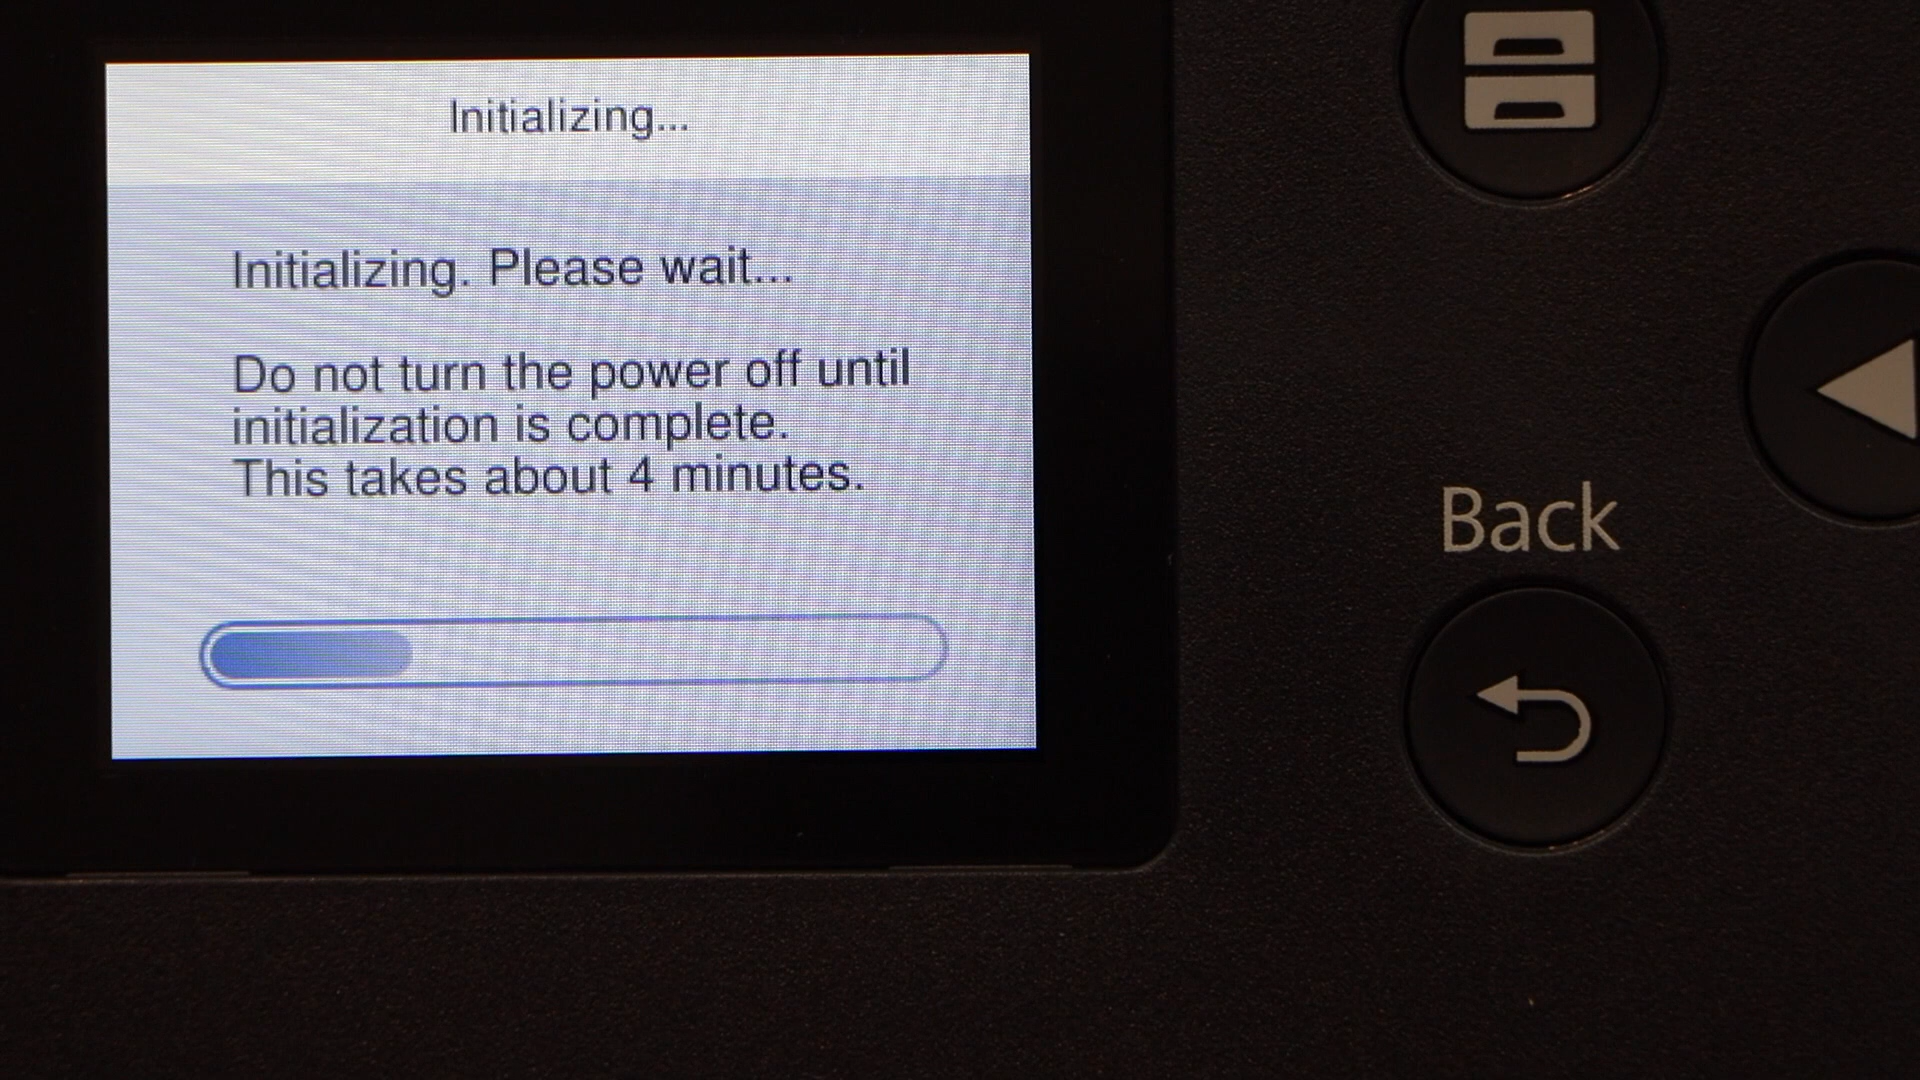 Initializing...
Initializing. Please wait...
Do not turn the power off until
initialization is complete.
This takes about 4 minutes.
Back